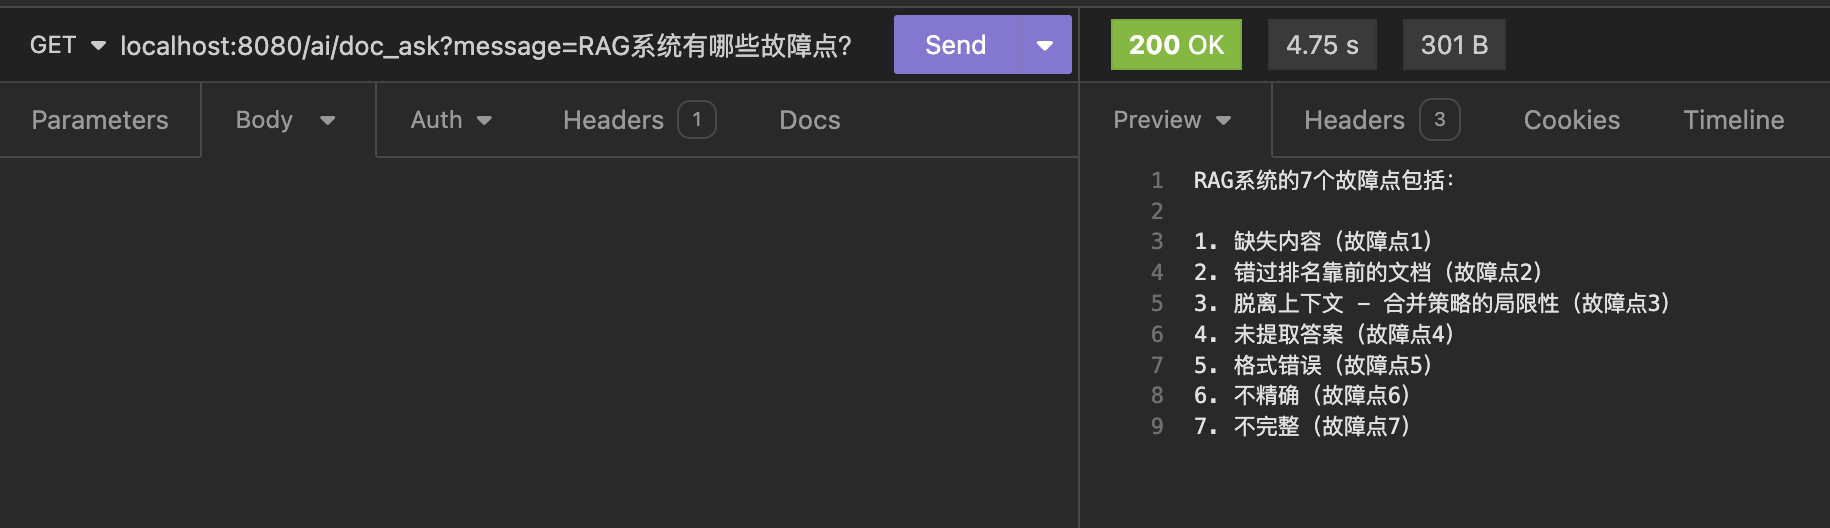 GET localhost:8080/ai/doc_ask?message=RAG系统有哪些故障点? Send 200 OK 4.75 s 301 B
Parameters Body Auth Headers 1 Docs Preview Headers 3 Cookies Timeline
1 RAG系统的7个故障点包括:
2
3 1. 缺失内容（故障点1）
4 2. 错过排名靠前的文档（故障点2）
5 3. 脱离上下文 - 合并策略的局限性（故障点3）
6 4. 未提取答案（故障点4）
7 5. 格式错误（故障点5）
8 6. 不精确（故障点6）
9 7. 不完整（故障点7）